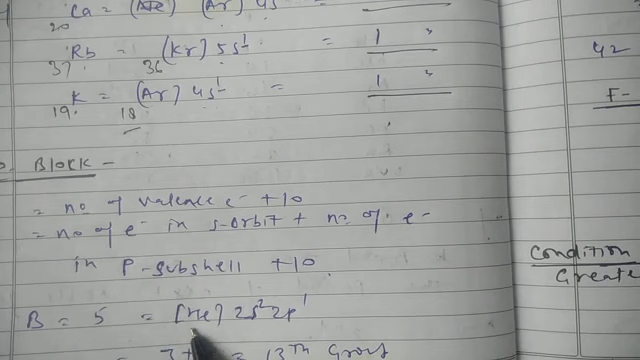 Ca = (Ar) 4s
20
Rb = (Kr) 5s¹ = 1 "
37 36
42
K = (Ar) 4s¹ = 1 "
19. 18
F-
Block -
= no of valence e⁻ + 10
= no of e⁻ in s-orbit + no of e⁻
in P-subshell + 10
Condition
Greate
B = 5 = [He] 2s² 2p¹
= 13th Group